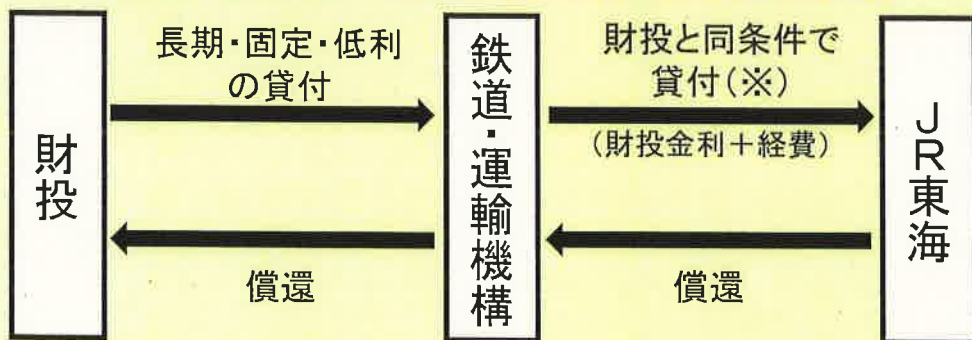 財投
長期・固定・低利
の貸付
償還
鉄道・運輸機構
財投と同条件で
貸付(※)
(財投金利+経費)
償還
JR東海